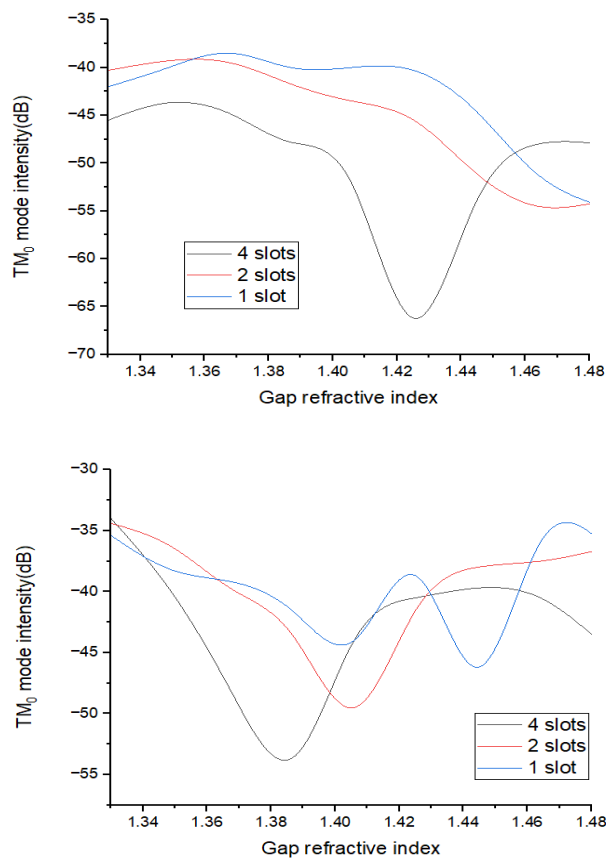 −35
−40
−45
−50
−55
−60
−65
−70
TM0 mode intensity(dB)
4 slots
2 slots
1 slot
1.34 1.36 1.38 1.40 1.42 1.44 1.46 1.48
Gap refractive index
−30
−35
−40
−45
−50
−55
TM0 mode intensity(dB)
4 slots
2 slots
1 slot
1.34 1.36 1.38 1.40 1.42 1.44 1.46 1.48
Gap refractive index